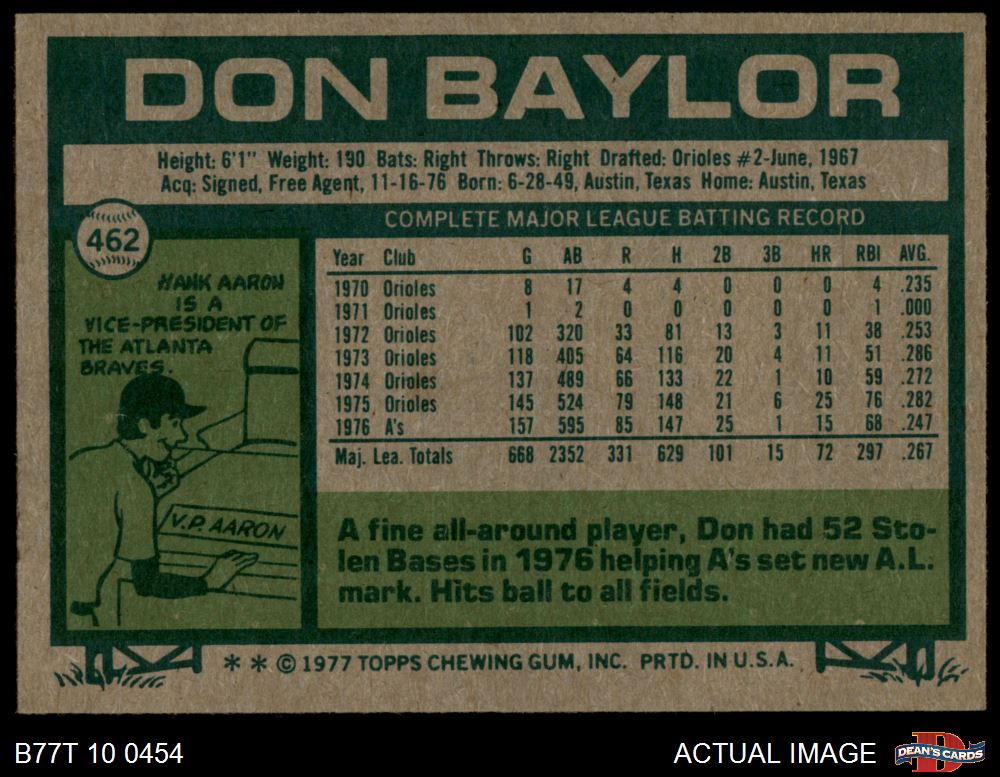 DON BAYLOR
Height: 6'1" Weight: 190 Bats: Right Throws: Right Drafted: Orioles #2-June, 1967
Acq: Signed, Free Agent, 11-16-76 Born: 6-28-49, Austin, Texas Home: Austin, Texas
462
HANK AARON
IS A
VICE-PRESIDENT OF
THE ATLANTA
BRAVES.
V.P. AARON
COMPLETE MAJOR LEAGUE BATTING RECORD
Year Club G AB R H 2B 3B HR RBI AVG.
1970 Orioles 8 17 4 4 0 0 0 4 .235
1971 Orioles 1 2 0 0 0 0 0 1 .000
1972 Orioles 102 320 33 81 13 3 11 38 .253
1973 Orioles 118 405 64 116 20 4 11 51 .286
1974 Orioles 137 489 66 133 22 1 10 59 .272
1975 Orioles 145 524 79 148 21 6 25 76 .282
1976 A's 157 595 85 147 25 1 15 68 .247
Maj. Lea. Totals 668 2352 331 629 101 15 72 297 .267
A fine all-around player, Don had 52 Sto-
len Bases in 1976 helping A's set new A.L.
mark. Hits ball to all fields.
* * © 1977 TOPPS CHEWING GUM, INC. PRTD. IN U.S.A.
B77T 10 0454
ACTUAL IMAGE
D
DEAN'S CARDS